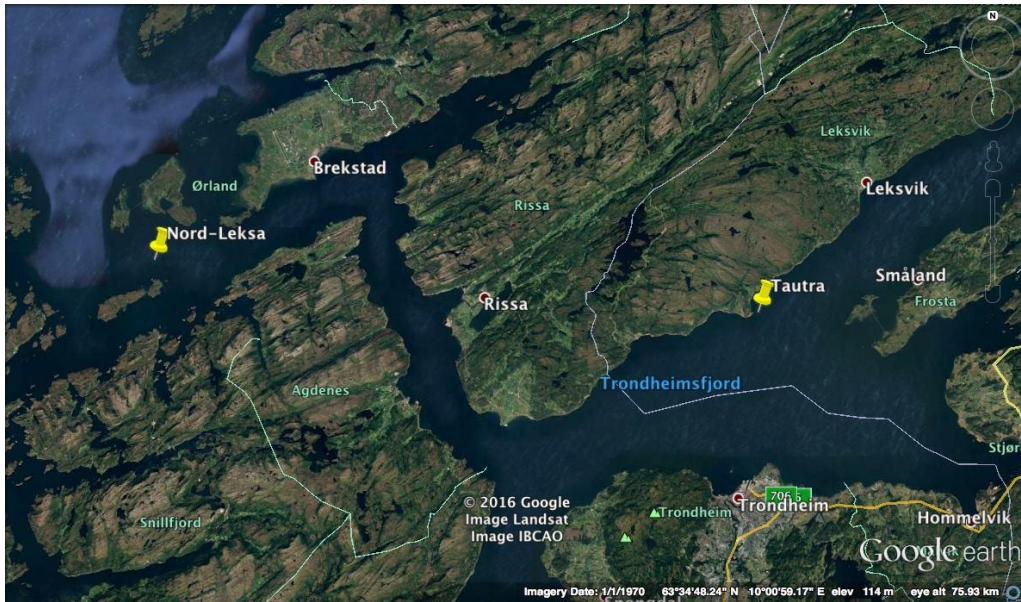 N
Leksvik
Brekstad
Ørland
Leksvik
Rissa
Nord-Leksa
Småland
Tautra
Rissa
Frosta
Trondheimsfjord
Agdenes
Stjør
© 2016 Google
Image Landsat
Image IBCAO
706
Trondheim
Trondheim
Hommelvik
Snillfjord
Google earth
Imagery Date: 1/1/1970 63°34'48.24" N 10°00'59.17" E elev 114 m eye alt 75.93 km